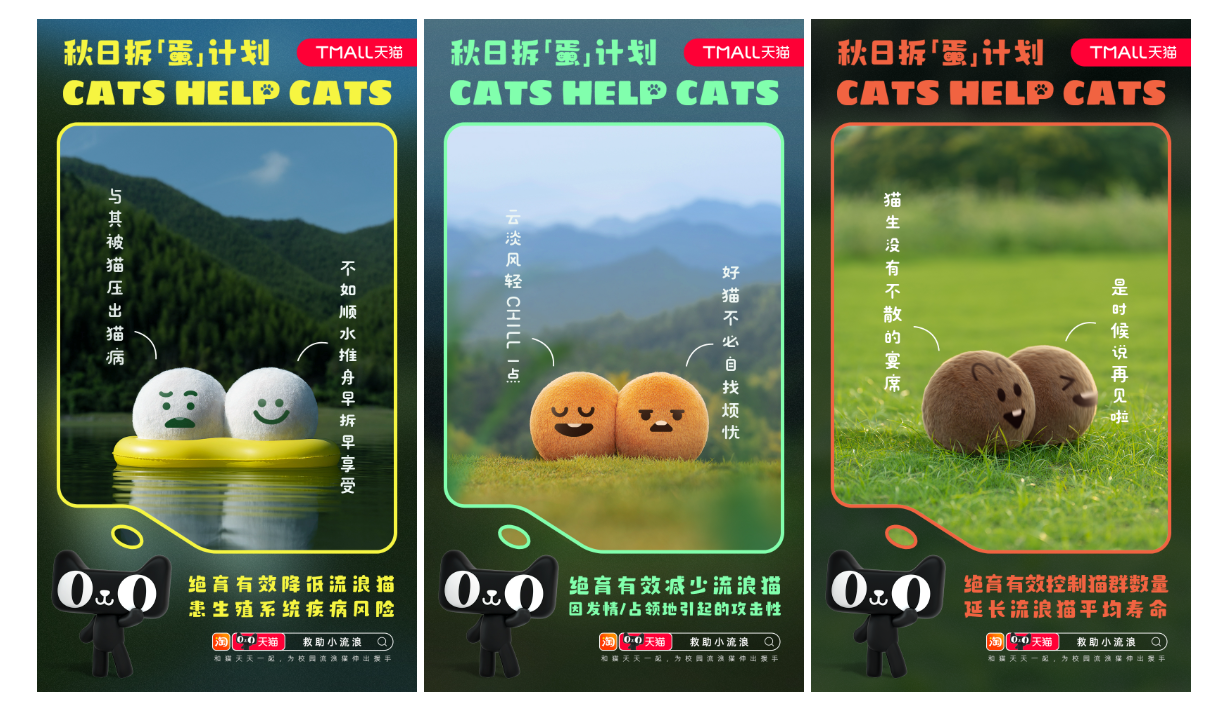 秋日拆「蛋」计划
TMALL天猫
CATS HELP CATS
与其被猫压出猫病
不如顺水推舟早拆早享受
绝育有效降低流浪猫
患生殖系统疾病风险
淘 天猫 救助小流浪
和猫天天一起，为校园流浪猫伸出援手
秋日拆「蛋」计划
TMALL天猫
CATS HELP CATS
云淡风轻CHILL一点
好猫不必自找烦忧
绝育有效减少流浪猫
因发情/占领地引起的攻击性
淘 天猫 救助小流浪
和猫天天一起，为校园流浪猫伸出援手
秋日拆「蛋」计划
TMALL天猫
CATS HELP CATS
猫生没有不散的宴席
是时候说再见啦
绝育有效控制猫群数量
延长流浪猫平均寿命
淘 天猫 救助小流浪
和猫天天一起，为校园流浪猫伸出援手